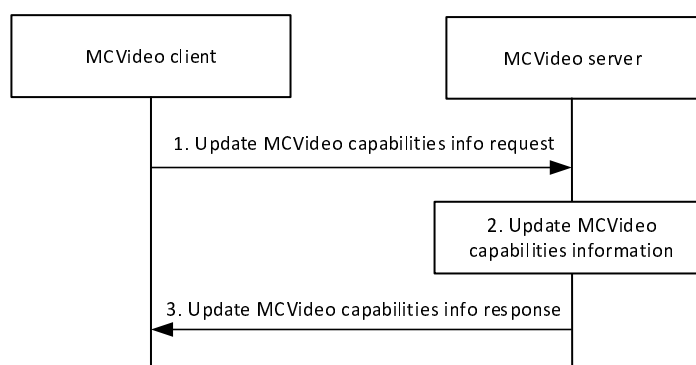 MCVideo client
MCVideo server
1. Update MCVideo capabilities info request
2. Update MCVideo
capabilities information
3. Update MCVideo capabilities info response